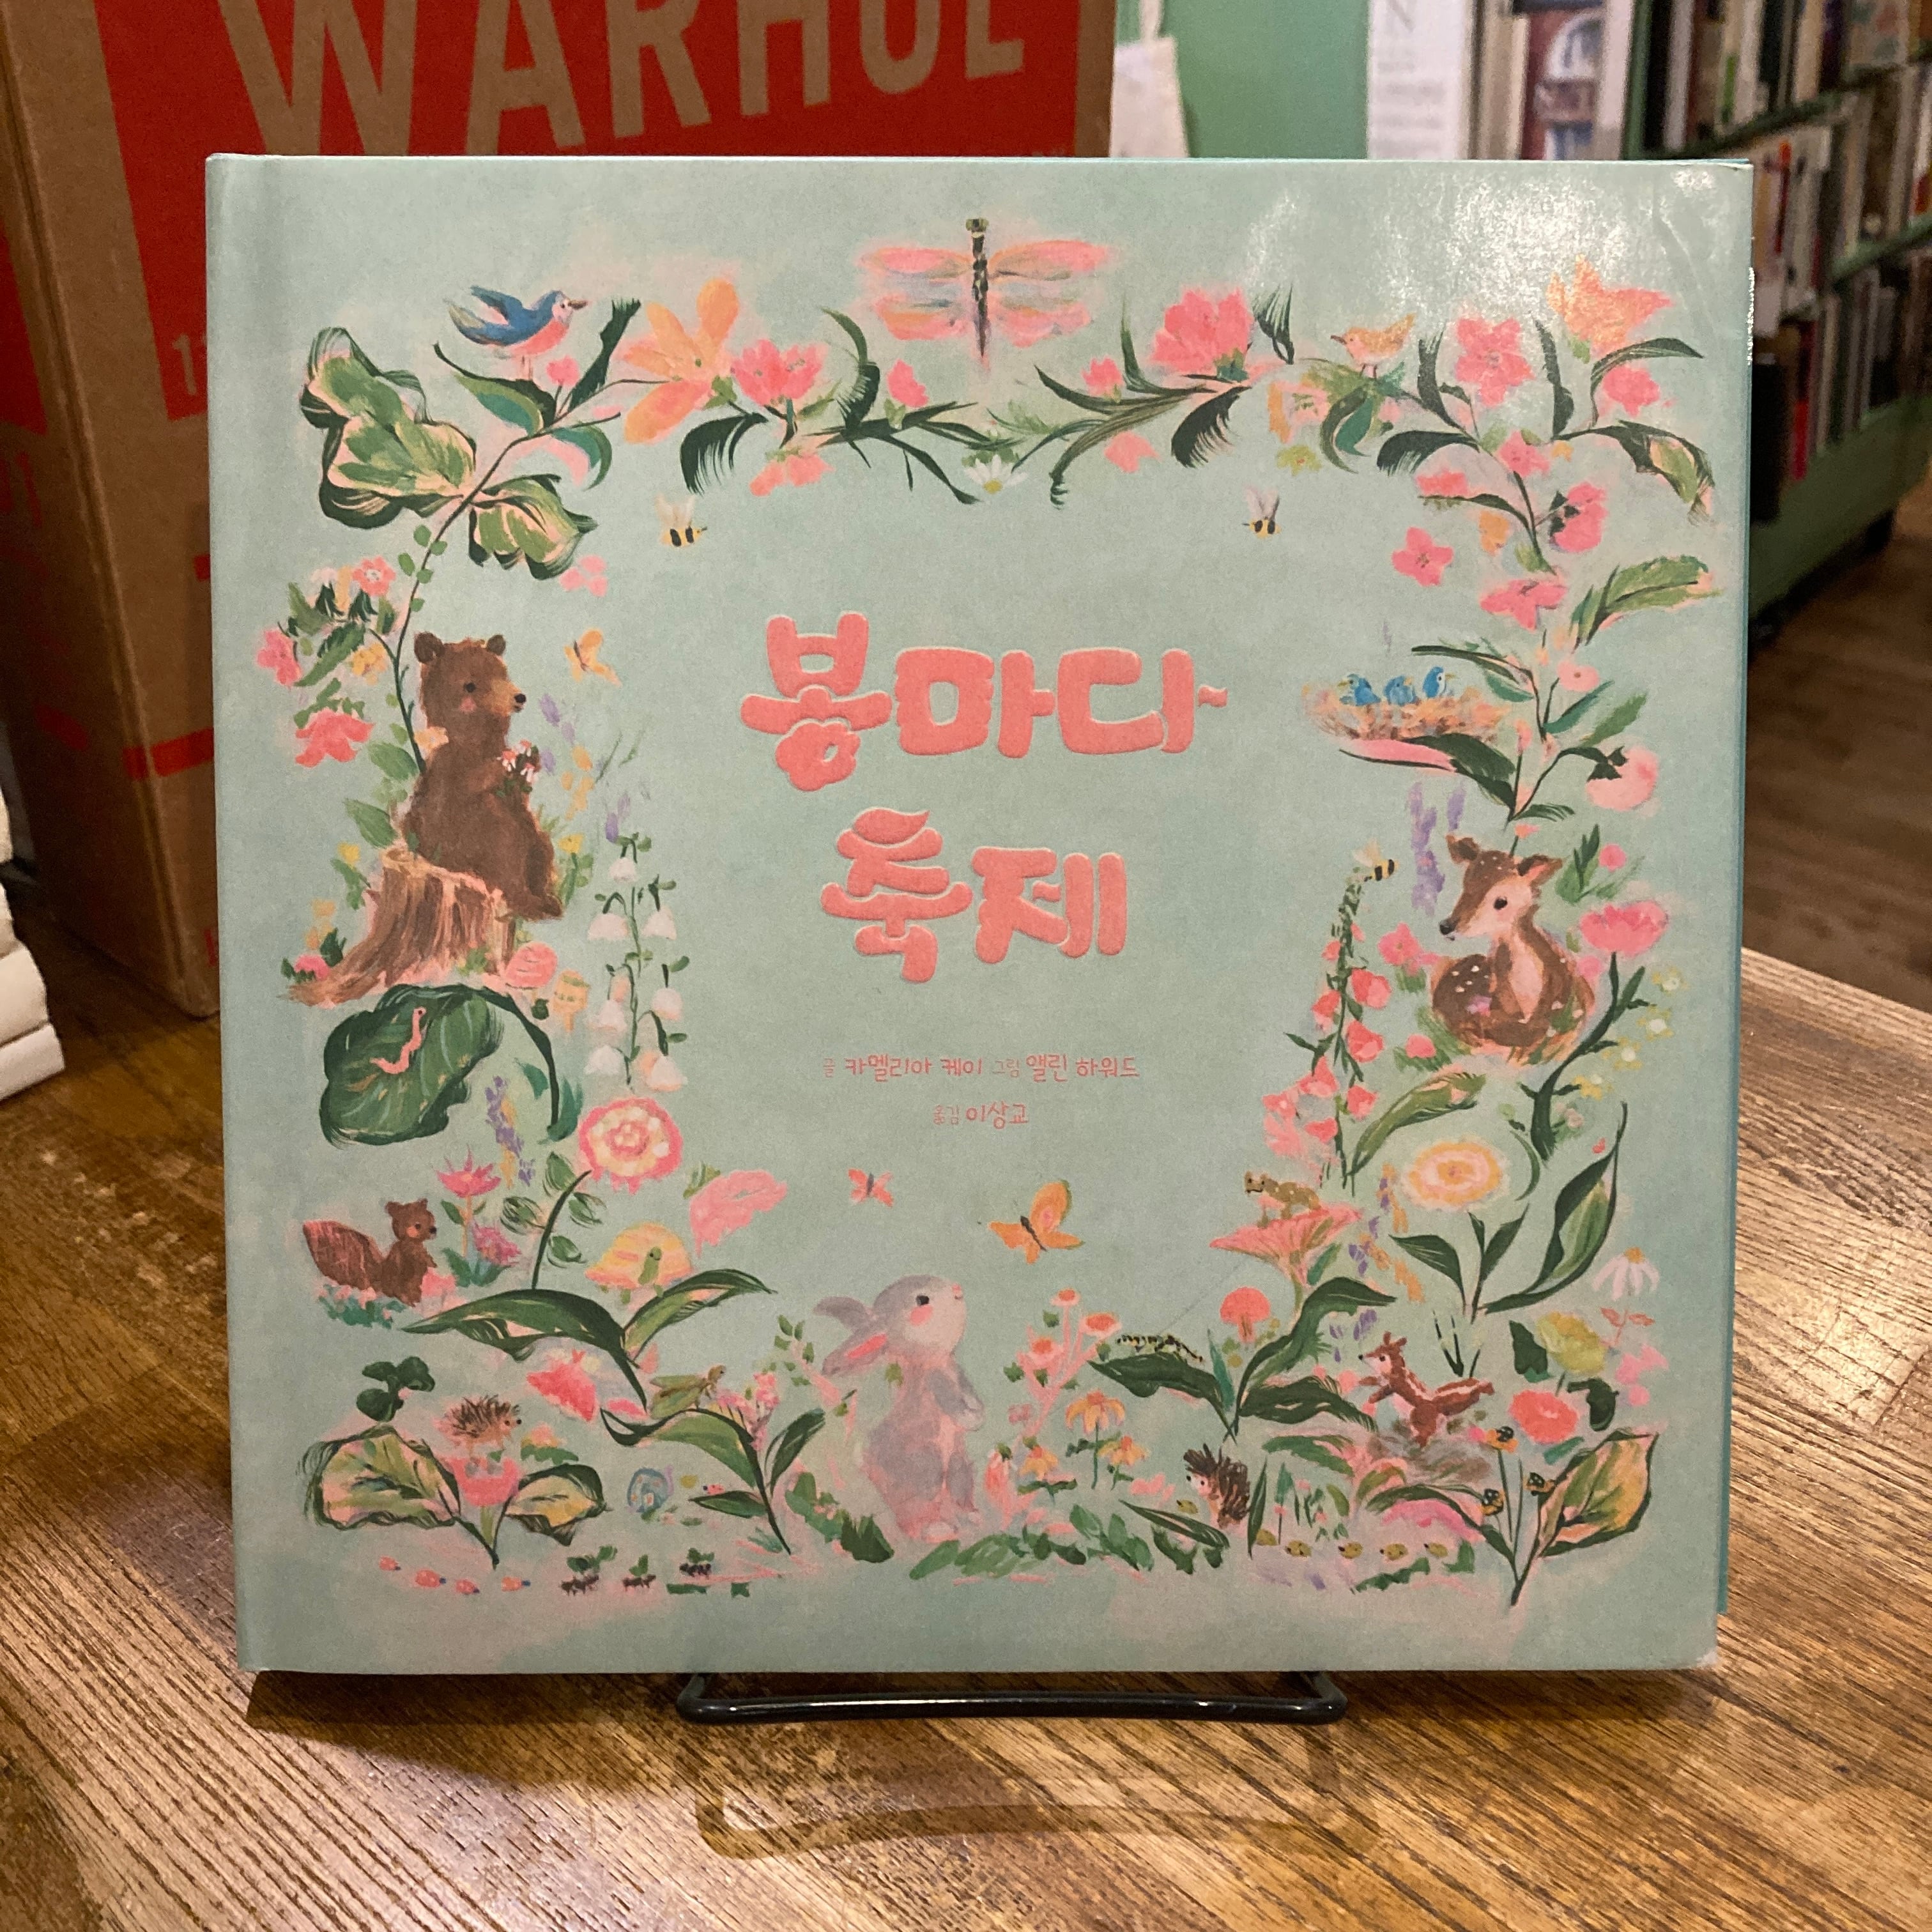 WARHOL
봄마다
축제
글 카멜리아 케이 그림 앨린 하워드
옮김 이상교